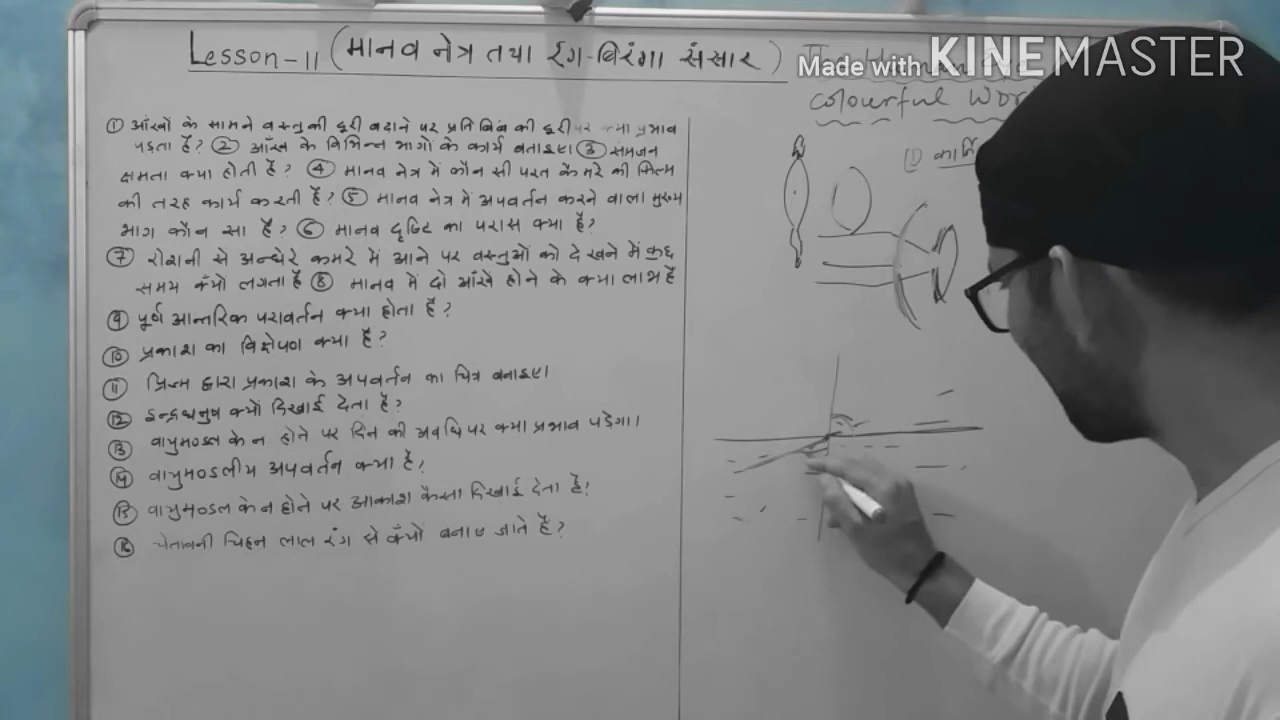 Lesson-11 (मानव नेत्र तथा रंग-बिरंगा संसार)
Made with KINEMASTER
colourful Wor
① आँखों के सामने वस्तु की दूरी बढाने पर प्रतिबिंब की दूरी पर क्या प्रभाव
पड़ता है? ② आँख के विभिन्न भागों के कार्य बताइए। ③ समजन
क्षमता क्या होती है? ④ मानव नेत्र में कौन सी परत कैमरे की फिल्म
की तरह कार्य करती है? ⑤ मानव नेत्र में अपवर्तन करने वाला मुख्य
भाग कौन सा है? ⑥ मानव दृष्टि का परास क्या है?
⑦ रोशनी से अन्धेरे कमरे में आने पर वस्तुओं को देखने में कुछ
समय क्यों लगता है ⑧ मानव में दो आँखे होने के क्या लाभ है
⑨ पूर्ण आन्तरिक परावर्तन क्या होता है?
⑩ प्रकाश का विक्षेपण क्या है?
⑪ प्रिज्म द्वारा प्रकाश के अपवर्तन का चित्र बनाइए।
⑫ इन्द्रधनुष क्यों दिखाई देता है?
⑬ वायुमण्डल के न होने पर दिन की अवधि पर क्या प्रभाव पड़ेगा।
⑭ वायुमण्डलीय अपवर्तन क्या है?
⑮ वायुमण्डल के न होने पर आकाश कैसा दिखाई देता है?
⑯ चेतावनी चिहन लाल रंग से क्यों बनाए जाते है?